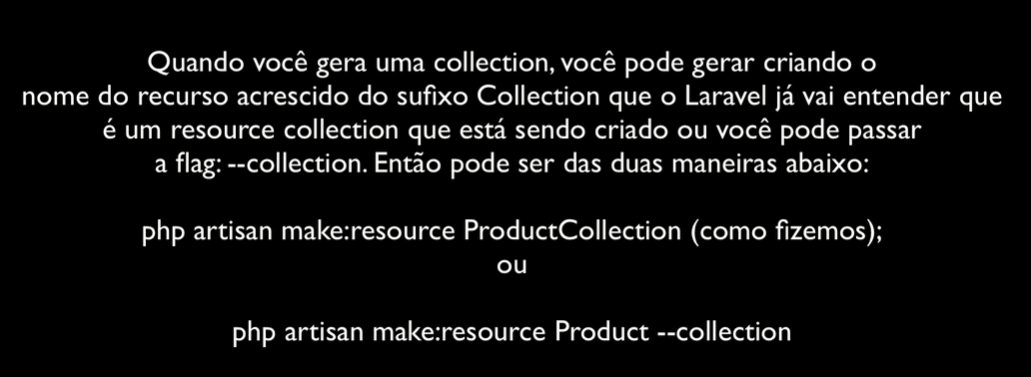 Quando você gera uma collection, você pode gerar criando o
nome do recurso acrescido do sufixo Collection que o Laravel já vai entender que
é um resource collection que está sendo criado ou você pode passar
a flag: --collection. Então pode ser das duas maneiras abaixo:
php artisan make:resource ProductCollection (como fizemos);
ou
php artisan make:resource Product --collection